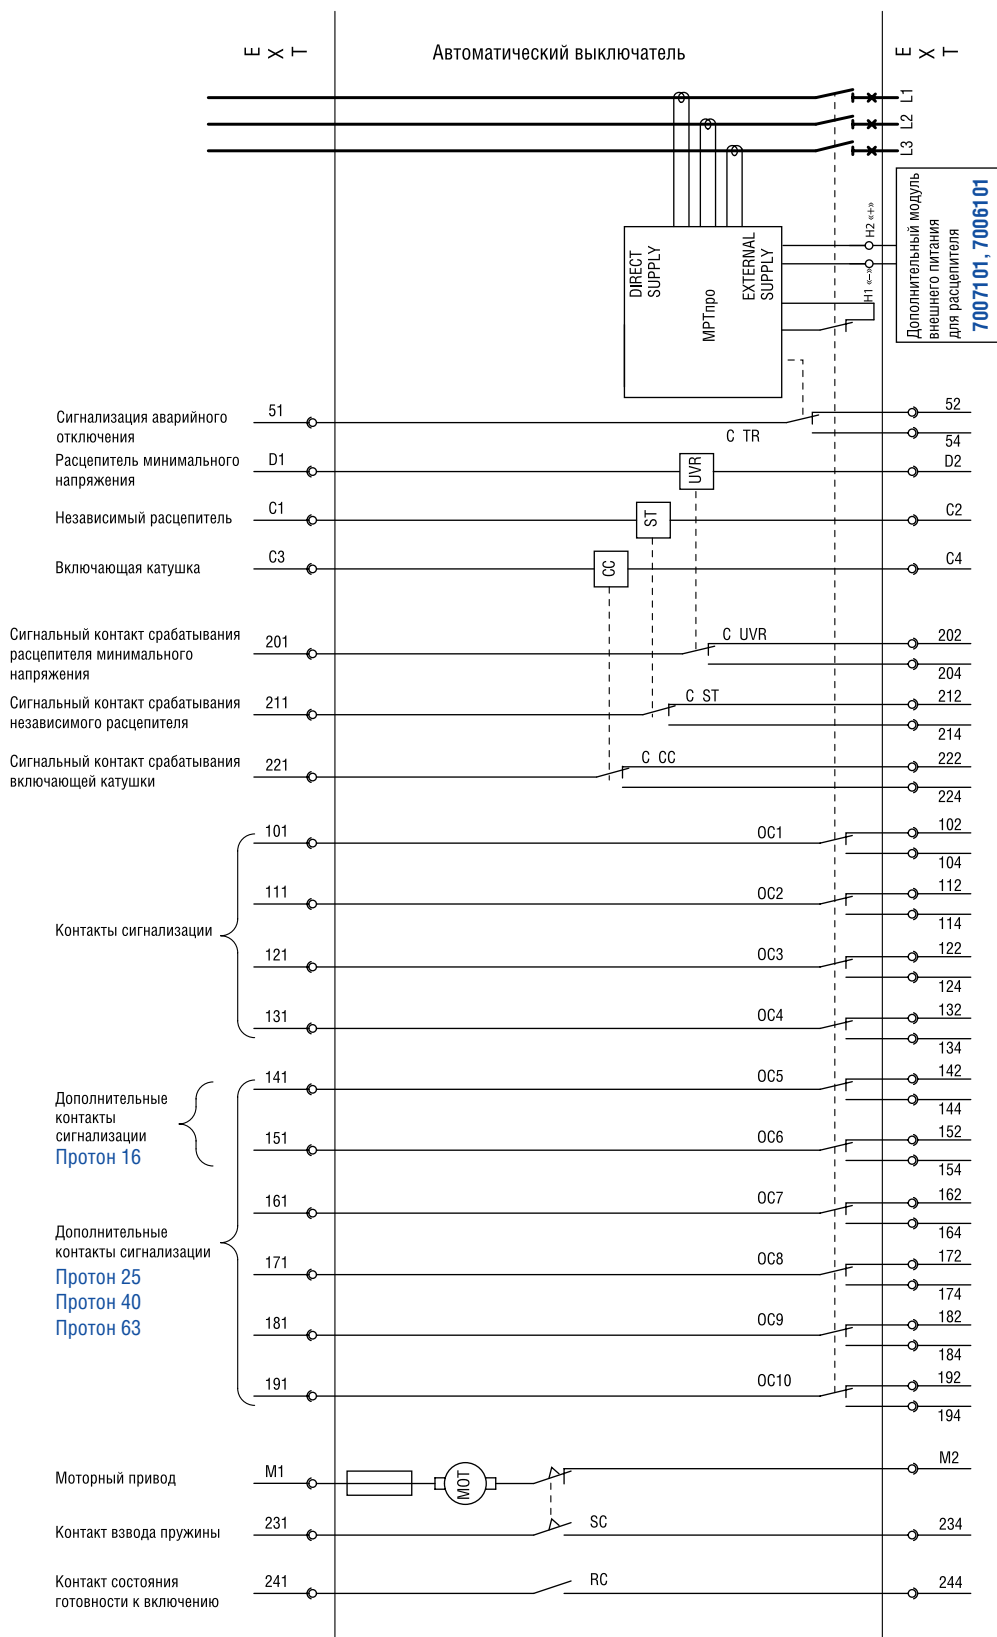 Е Х Т
Автоматический выключатель
Е Х Т
L1
L2
L3
Дополнительный модуль
внешнего питания
для расцепителя
7007101, 7006101
H2 «+»
H1 «–»
DIRECT
SUPPLY
МРТпро
EXTERNAL
SUPPLY
Сигнализация аварийного
отключения
51
C TR
52
54
Расцепитель минимального
напряжения
D1
UVR
D2
Независимый расцепитель
C1
ST
C2
Включающая катушка
C3
CC
C4
Сигнальный контакт срабатывания
расцепителя минимального
напряжения
201
C UVR
202
204
Сигнальный контакт срабатывания
независимого расцепителя
211
C ST
212
214
Сигнальный контакт срабатывания
включающей катушки
221
C CC
222
224
Контакты сигнализации
101
OC1
102
104
111
OC2
112
114
121
OC3
122
124
131
OC4
132
134
Дополнительные
контакты
сигнализации
Протон 16
141
OC5
142
144
151
OC6
152
154
Дополнительные
контакты сигнализации
Протон 25
Протон 40
Протон 63
161
OC7
162
164
171
OC8
172
174
181
OC9
182
184
191
OC10
192
194
Моторный привод
M1
МОТ
M2
Контакт взвода пружины
231
SC
234
Контакт состояния
готовности к включению
241
RC
244